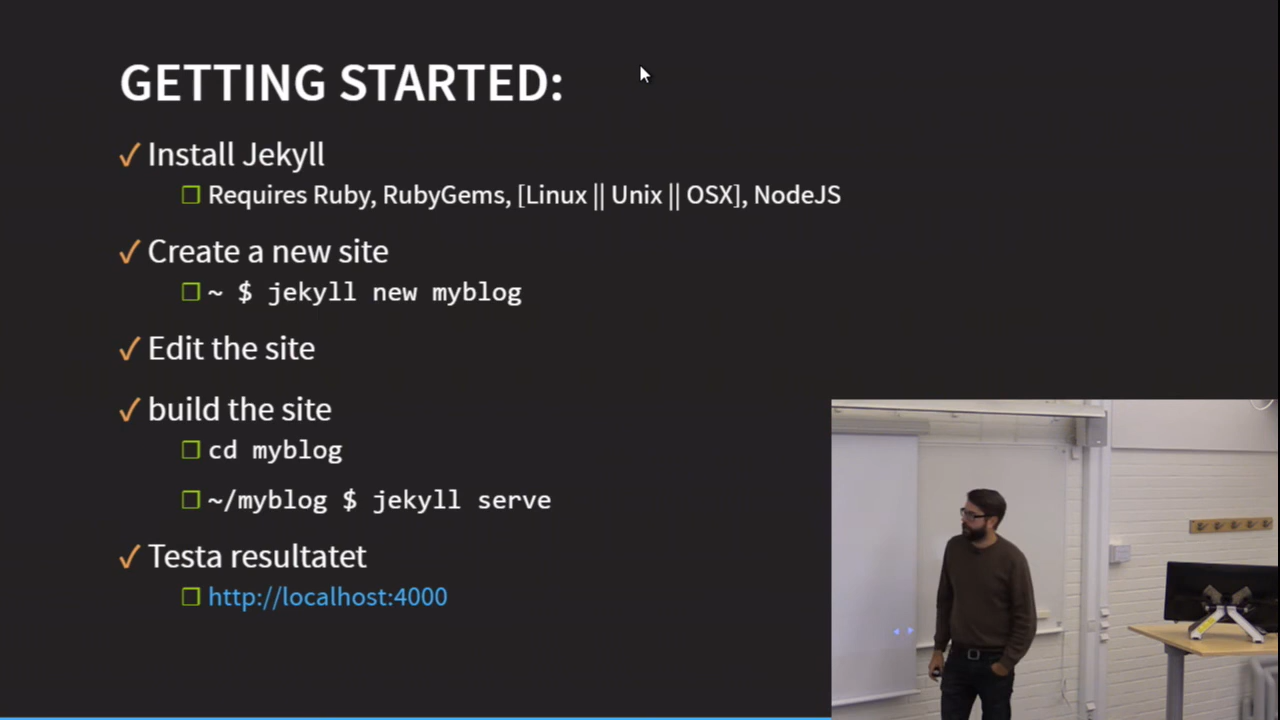 GETTING STARTED:
✓ Install Jekyll
❐ Requires Ruby, RubyGems, [Linux || Unix || OSX], NodeJS
✓ Create a new site
❐ ~ $ jekyll new myblog
✓ Edit the site
✓ build the site
❐ cd myblog
❐ ~/myblog $ jekyll serve
✓ Testa resultatet
❐ http://localhost:4000